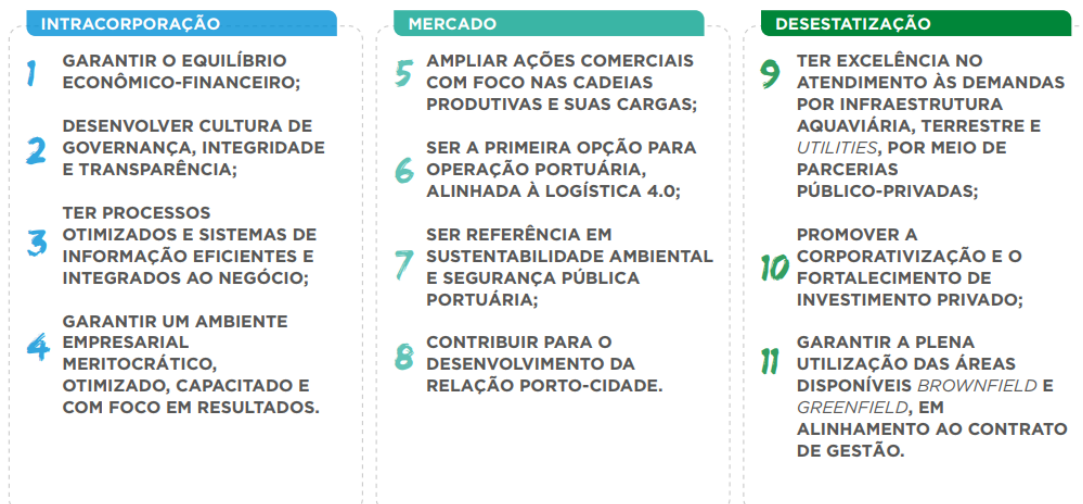 INTRACORPORAÇÃO
1
GARANTIR O EQUILÍBRIO
ECONÔMICO-FINANCEIRO;
2
DESENVOLVER CULTURA DE
GOVERNANÇA, INTEGRIDADE
E TRANSPARÊNCIA;
3
TER PROCESSOS
OTIMIZADOS E SISTEMAS DE
INFORMAÇÃO EFICIENTES E
INTEGRADOS AO NEGÓCIO;
4
GARANTIR UM AMBIENTE
EMPRESARIAL
MERITOCRÁTICO,
OTIMIZADO, CAPACITADO E
COM FOCO EM RESULTADOS.
MERCADO
5
AMPLIAR AÇÕES COMERCIAIS
COM FOCO NAS CADEIAS
PRODUTIVAS E SUAS CARGAS;
6
SER A PRIMEIRA OPÇÃO PARA
OPERAÇÃO PORTUÁRIA,
ALINHADA À LOGÍSTICA 4.0;
7
SER REFERÊNCIA EM
SUSTENTABILIDADE AMBIENTAL
E SEGURANÇA PÚBLICA
PORTUÁRIA;
8
CONTRIBUIR PARA O
DESENVOLVIMENTO DA
RELAÇÃO PORTO-CIDADE.
DESESTATIZAÇÃO
9
TER EXCELÊNCIA NO
ATENDIMENTO ÀS DEMANDAS
POR INFRAESTRUTURA
AQUAVIÁRIA, TERRESTRE E
UTILITIES, POR MEIO DE
PARCERIAS
PÚBLICO-PRIVADAS;
10
PROMOVER A
CORPORATIVIZAÇÃO E O
FORTALECIMENTO DE
INVESTIMENTO PRIVADO;
11
GARANTIR A PLENA
UTILIZAÇÃO DAS ÁREAS
DISPONÍVEIS BROWNFIELD E
GREENFIELD, EM
ALINHAMENTO AO CONTRATO
DE GESTÃO.